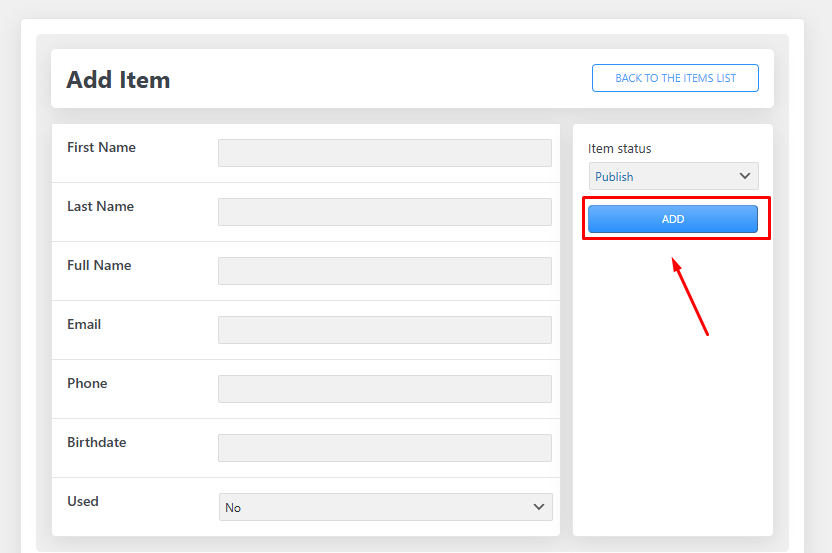 Add Item
BACK TO THE ITEMS LIST
First Name
Last Name
Full Name
Email
Phone
Birthdate
Used
No
Item status
Publish
ADD